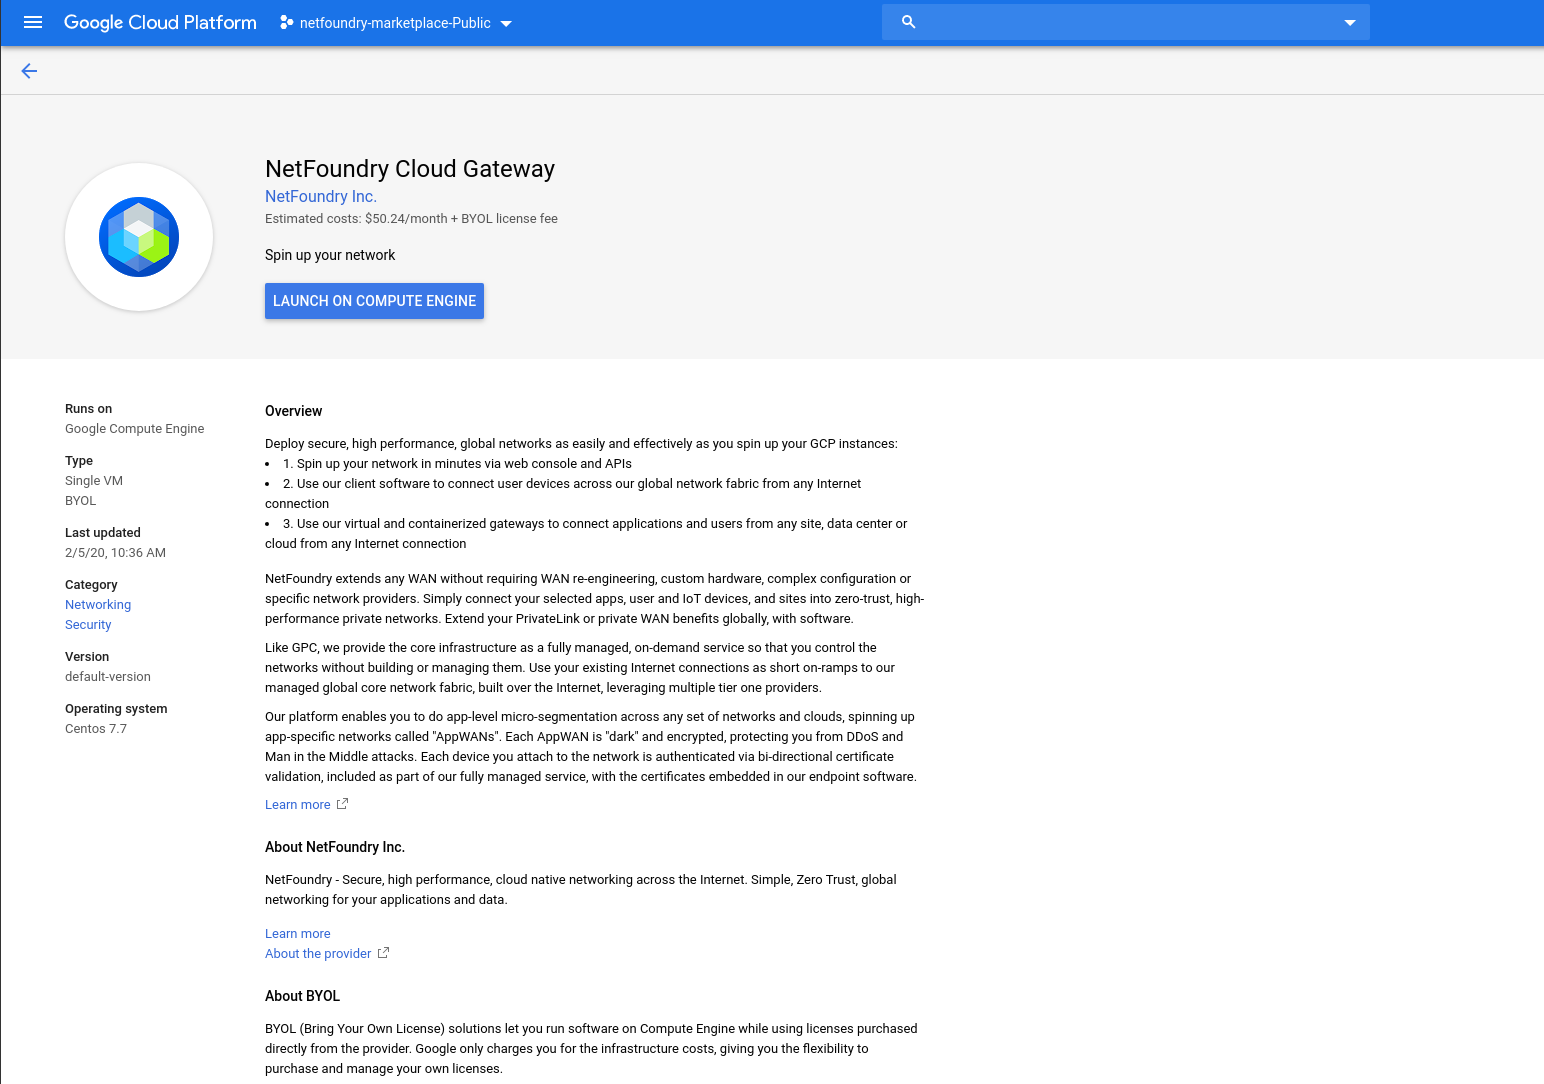 Google Cloud Platform
netfoundry-marketplace-Public
NetFoundry Cloud Gateway
NetFoundry Inc.
Estimated costs: $50.24/month + BYOL license fee
Spin up your network
LAUNCH ON COMPUTE ENGINE
Runs on
Google Compute Engine
Type
Single VM
BYOL
Last updated
2/5/20, 10:36 AM
Category
Networking
Security
Version
default-version
Operating system
Centos 7.7
Overview
Deploy secure, high performance, global networks as easily and effectively as you spin up your GCP instances:
• 1. Spin up your network in minutes via web console and APIs
• 2. Use our client software to connect user devices across our global network fabric from any Internet
connection
• 3. Use our virtual and containerized gateways to connect applications and users from any site, data center or
cloud from any Internet connection
NetFoundry extends any WAN without requiring WAN re-engineering, custom hardware, complex configuration or
specific network providers. Simply connect your selected apps, user and IoT devices, and sites into zero-trust, high-
performance private networks. Extend your PrivateLink or private WAN benefits globally, with software.
Like GPC, we provide the core infrastructure as a fully managed, on-demand service so that you control the
networks without building or managing them. Use your existing Internet connections as short on-ramps to our
managed global core network fabric, built over the Internet, leveraging multiple tier one providers.
Our platform enables you to do app-level micro-segmentation across any set of networks and clouds, spinning up
app-specific networks called "AppWANs". Each AppWAN is "dark" and encrypted, protecting you from DDoS and
Man in the Middle attacks. Each device you attach to the network is authenticated via bi-directional certificate
validation, included as part of our fully managed service, with the certificates embedded in our endpoint software.
Learn more
About NetFoundry Inc.
NetFoundry - Secure, high performance, cloud native networking across the Internet. Simple, Zero Trust, global
networking for your applications and data.
Learn more
About the provider
About BYOL
BYOL (Bring Your Own License) solutions let you run software on Compute Engine while using licenses purchased
directly from the provider. Google only charges you for the infrastructure costs, giving you the flexibility to
purchase and manage your own licenses.